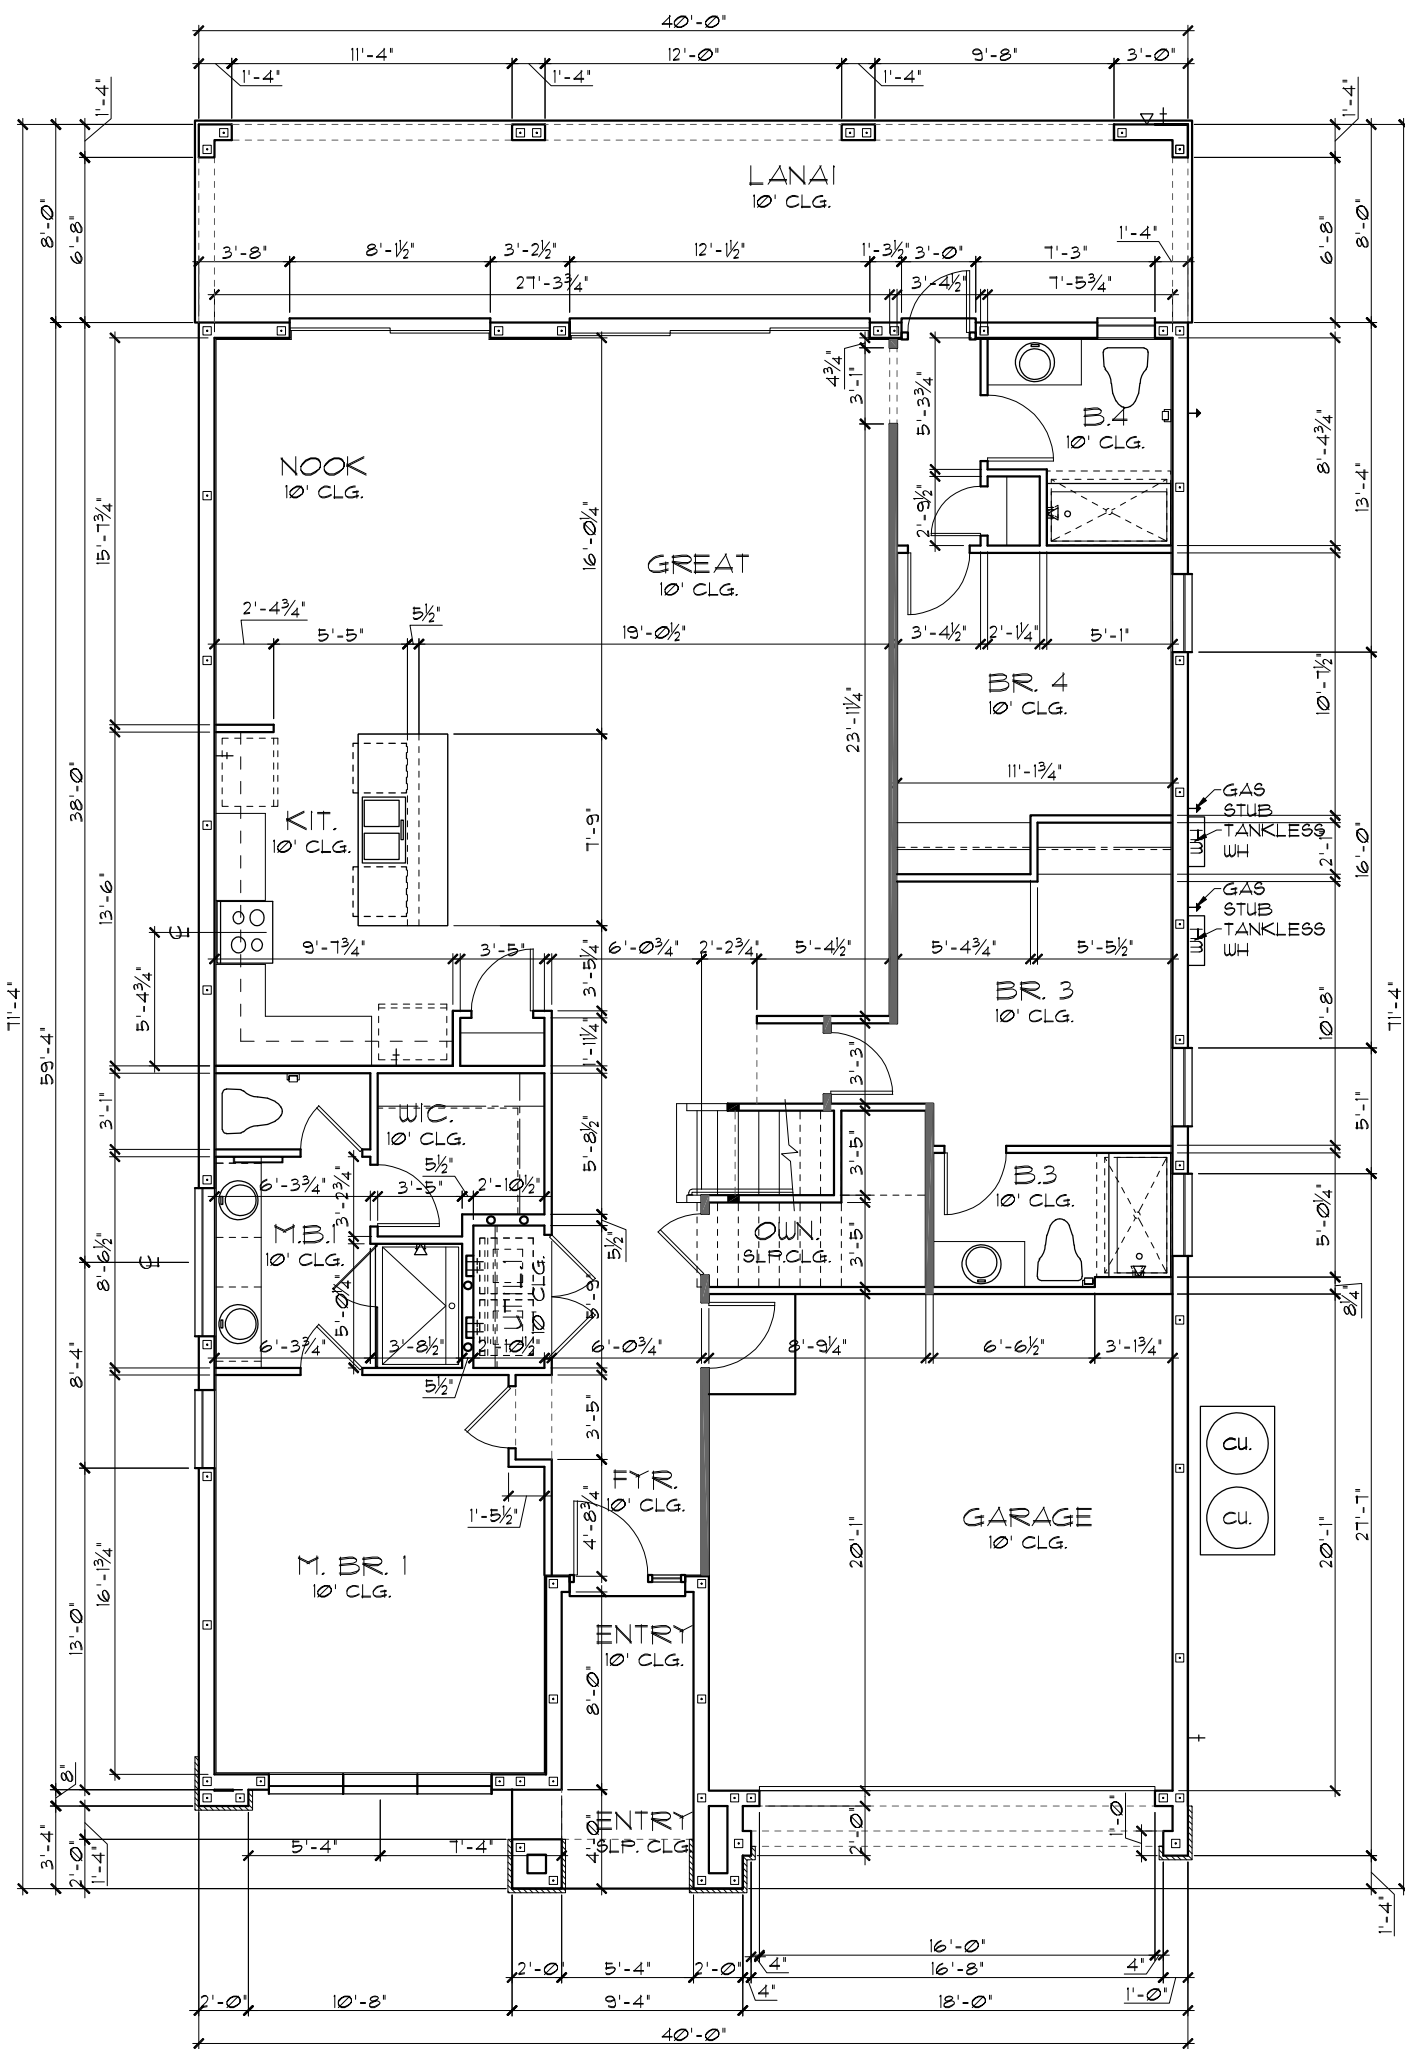 40'-0"
11'-4"
12'-0"
9'-8"
3'-0"
1'-4"
1'-4"
1'-4"
1'-4"
1'-4"
LANAI
10' CLG.
8'-0"
6'-8"
6'-8"
8'-0"
1'-4"
3'-8"
8'-1½"
3'-2½"
12'-1½"
1'-3½"
3'-0"
7'-3"
27'-3¾"
3'-4½"
7'-5¾"
4¾"
3'-1"
5'-3¾"
B.4
10' CLG.
8'-4¾"
13'-4"
NOOK
10' CLG.
2'-9½"
15'-7¾"
16'-0¼"
GREAT
10' CLG.
2'-4¾"
5'-5"
5½"
19'-0½"
3'-4½"
2'-1¼"
5'-1"
BR. 4
10' CLG.
10'-7½"
23'-11¼"
11'-1¾"
38'-0"
KIT.
10' CLG.
7'-9"
GAS
STUB
TANKLESS
WH
2'-1"
16'-0"
13'-6"
GAS
STUB
TANKLESS
WH
9'-7¾"
3'-5"
6'-0¾"
2'-2¾"
5'-4½"
5'-4¾"
5'-5½"
5'-4¾"
3'-5¼"
BR. 3
10' CLG.
10'-8"
71'-4"
59'-4"
71'-4"
1'-11¼"
3'-3"
3'-1"
WIC.
10' CLG.
5'-8½"
5'-1"
3'-5"
5½"
6'-3¾"
3'-2¾"
3'-5"
2'-10½"
B.3
10' CLG.
M.B.1
10' CLG.
5½"
OWN.
SLP.CLG.
3'-5"
5'-0¼"
8'-6½"
UTIL.1
10' CLG.
5'-9"
8¼"
5'-0¼"
6'-3¾"
3'-8½"
2'-10½"
6'-0¾"
8'-9¼"
6'-6½"
3'-1¾"
8'-4"
5½"
3'-5"
CU.
CU.
FYR.
10' CLG.
1'-5½"
4'-8¾"
GARAGE
10' CLG.
20'-1"
20'-1"
27'-7"
M. BR. 1
10' CLG.
16'-1¾"
13'-0"
ENTRY
10' CLG.
8'-0"
8"
ENTRY
SLP. CLG.
4'-0"
2'-0"
1'-0"
3'-4"
2'-0"
1'-4"
5'-4"
7'-4"
1'-4"
16'-0"
2'-0"
5'-4"
2'-0"
4"
16'-8"
4"
4"
1'-0"
2'-0"
10'-8"
9'-4"
18'-0"
40'-0"